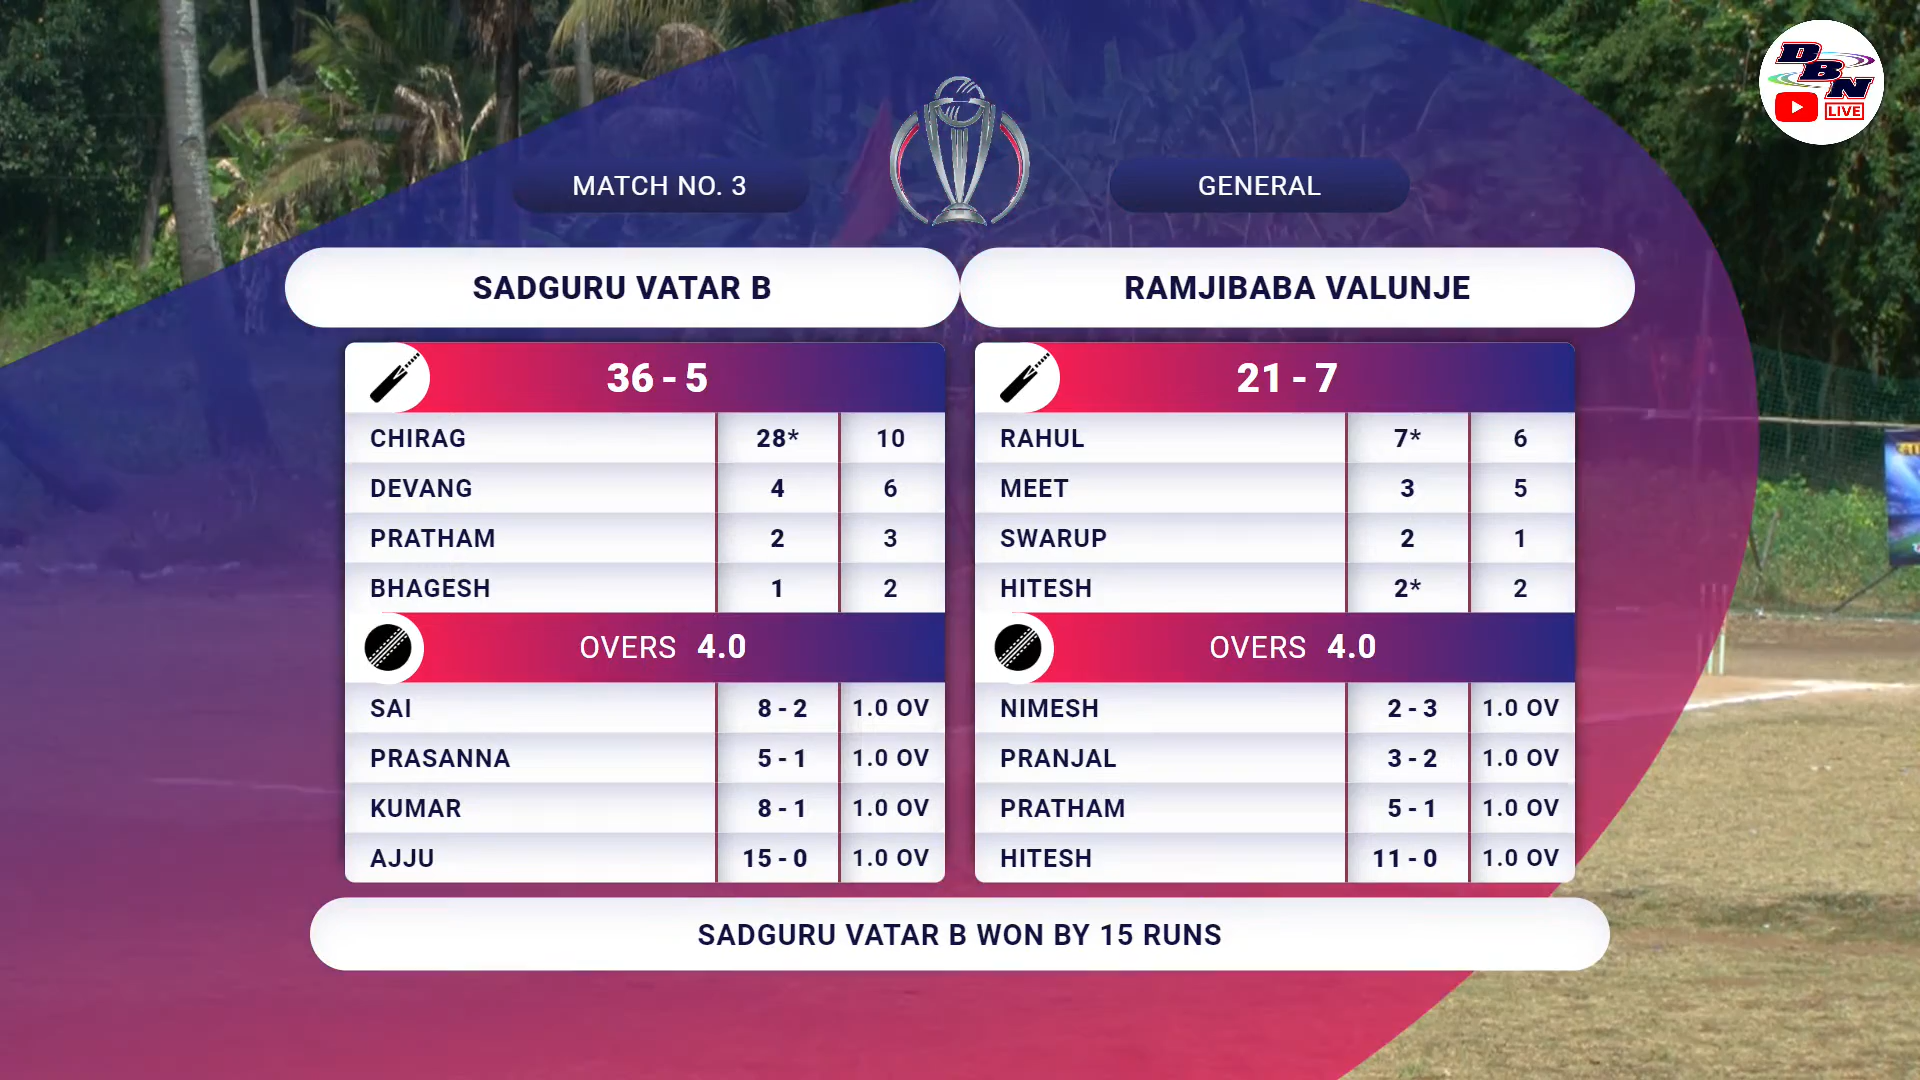 DBN
LIVE
MATCH NO. 3
GENERAL
SADGURU VATAR B
RAMJIBABA VALUNJE
36 - 5
CHIRAG 28* 10
DEVANG 4 6
PRATHAM 2 3
BHAGESH 1 2
OVERS 4.0
SAI 8 - 2 1.0 OV
PRASANNA 5 - 1 1.0 OV
KUMAR 8 - 1 1.0 OV
AJJU 15 - 0 1.0 OV
21 - 7
RAHUL 7* 6
MEET 3 5
SWARUP 2 1
HITESH 2* 2
OVERS 4.0
NIMESH 2 - 3 1.0 OV
PRANJAL 3 - 2 1.0 OV
PRATHAM 5 - 1 1.0 OV
HITESH 11 - 0 1.0 OV
SADGURU VATAR B WON BY 15 RUNS